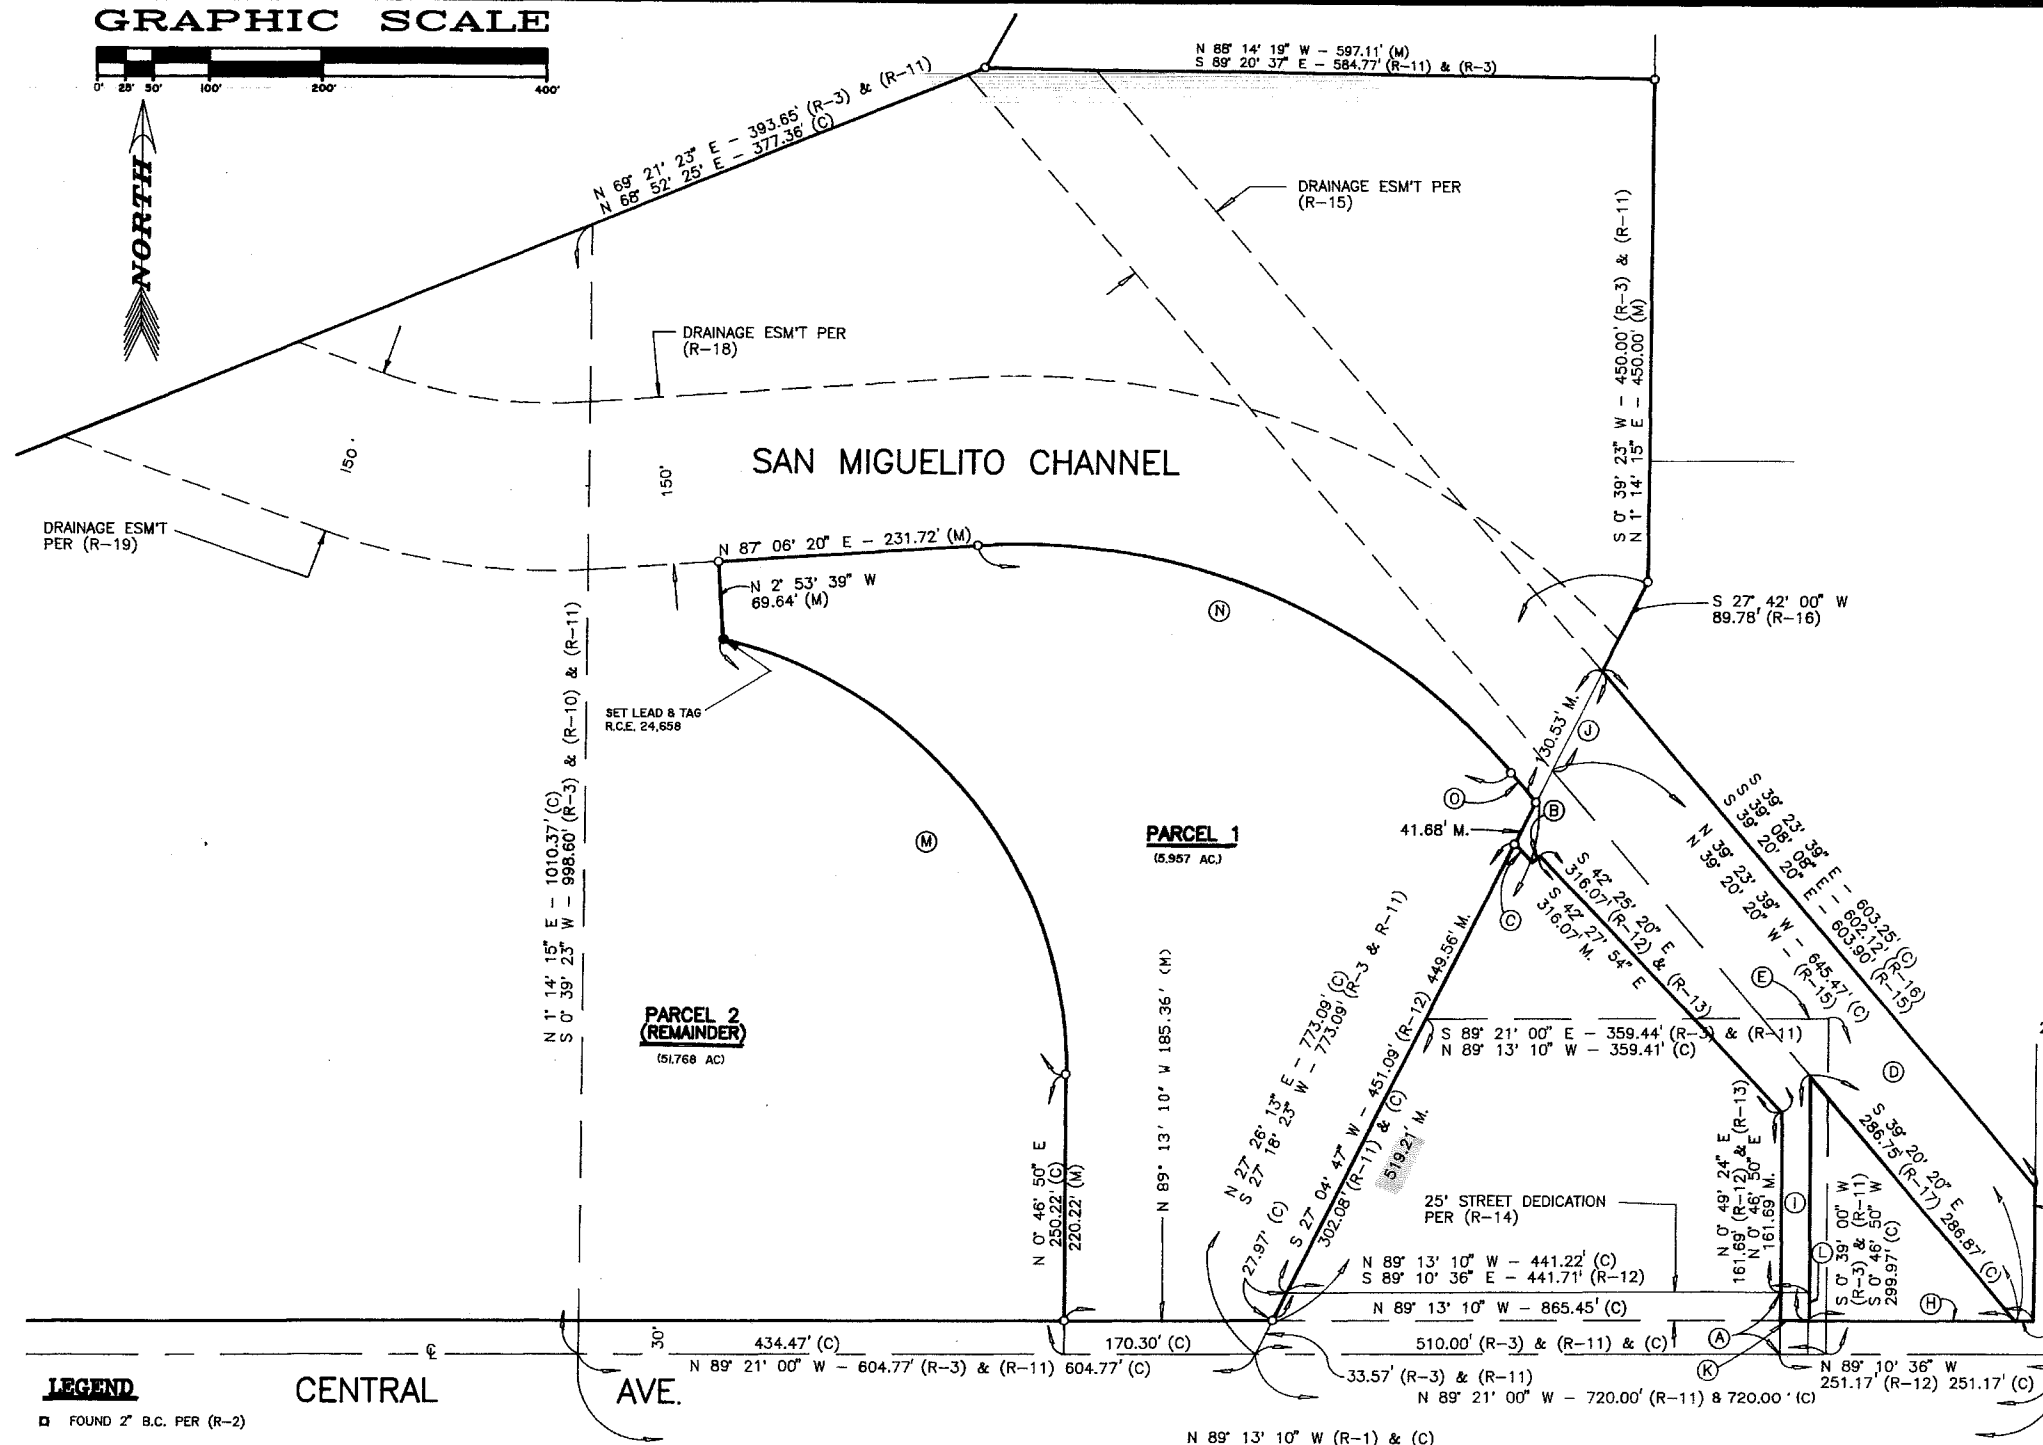 GRAPHIC SCALE
0' 25' 50' 100' 200' 400'
NORTH
N 88° 14' 19" W - 597.11' (M)
S 89° 20' 37" E - 584.77' (R-11) & (R-3)
N 69° 21' 23" E - 393.65' (R-3) & (R-11)
N 68° 52' 25" E - 377.36' (C)
DRAINAGE ESM'T PER
(R-15)
S 0° 39' 23" W - 450.00' (R-3) & (R-11)
N 1° 14' 15" E - 450.00' (M)
DRAINAGE ESM'T PER
(R-18)
150'
150'
SAN MIGUELITO CHANNEL
DRAINAGE ESM'T
PER (R-19)
N 87° 06' 20" E - 231.72' (M)
N 2° 53' 39" W
69.64' (M)
N
S 27° 42' 00" W
89.78' (R-16)
SET LEAD & TAG
R.C.E. 24,658
130.53' M.
J
N 1° 14' 15" E - 1010.37' (C)
S 0° 39' 23" W - 998.60' (R-3) & (R-10) & (R-11)
O
B
41.68' M.
M
PARCEL 1
(5.957 AC.)
C
S 39° 23' 39" E - 603.25' (C)
S 39° 08' 08" E - 602.12' (R-16)
S 39° 20' 20" E - 603.90' (R-15)
N 39° 23' 39" W - 645.47' (C)
N 39° 20' 20" W - (R-15)
S 42° 25' 20" E
316.07' (R-12) & (R-13)
S 42° 27' 54" E
316.07' M.
E
PARCEL 2
(REMAINDER)
(51.768 AC)
N 89° 13' 10" W 185.36' (M)
N 27° 26' 13" E - 773.09' (C)
S 27° 18' 23" W - 773.09' (R-3 & R-11)
S 27° 04' 47" W - 451.09' (R-12) 449.56' M.
302.08' (R-11) & (C)
519.21' M.
S 89° 21' 00" E - 359.44' (R-3) & (R-11)
N 89° 13' 10" W - 359.41' (C)
D
S 39° 20' 20" E
286.75' (R-17) 286.87' (C)
N 0° 46' 50" E
250.22' (C)
220.22' (M)
27.97' (C)
25' STREET DEDICATION
PER (R-14)
N 0° 49' 24" E
161.69' (R-12) & (R-13)
N 0° 46' 50" E
161.69' M.
I
L
S 0° 39' 00" W
(R-3) & (R-11)
S 0° 46' 50" W
299.97' (C)
N 89° 13' 10" W - 441.22' (C)
S 89° 10' 36" E - 441.71' (R-12)
N 89° 13' 10" W - 865.45' (C)
H
A
K
30'
434.47' (C)
170.30' (C)
510.00' (R-3) & (R-11) & (C)
N 89° 21' 00" W - 604.77' (R-3) & (R-11) 604.77' (C)
33.57' (R-3) & (R-11)
N 89° 10' 36" W
251.17' (R-12) 251.17' (C)
N 89° 21' 00" W - 720.00' (R-11) & 720.00' (C)
LEGEND
CENTRAL AVE.
FOUND 2" B.C. PER (R-2)
N 89° 13' 10" W (R-1) & (C)